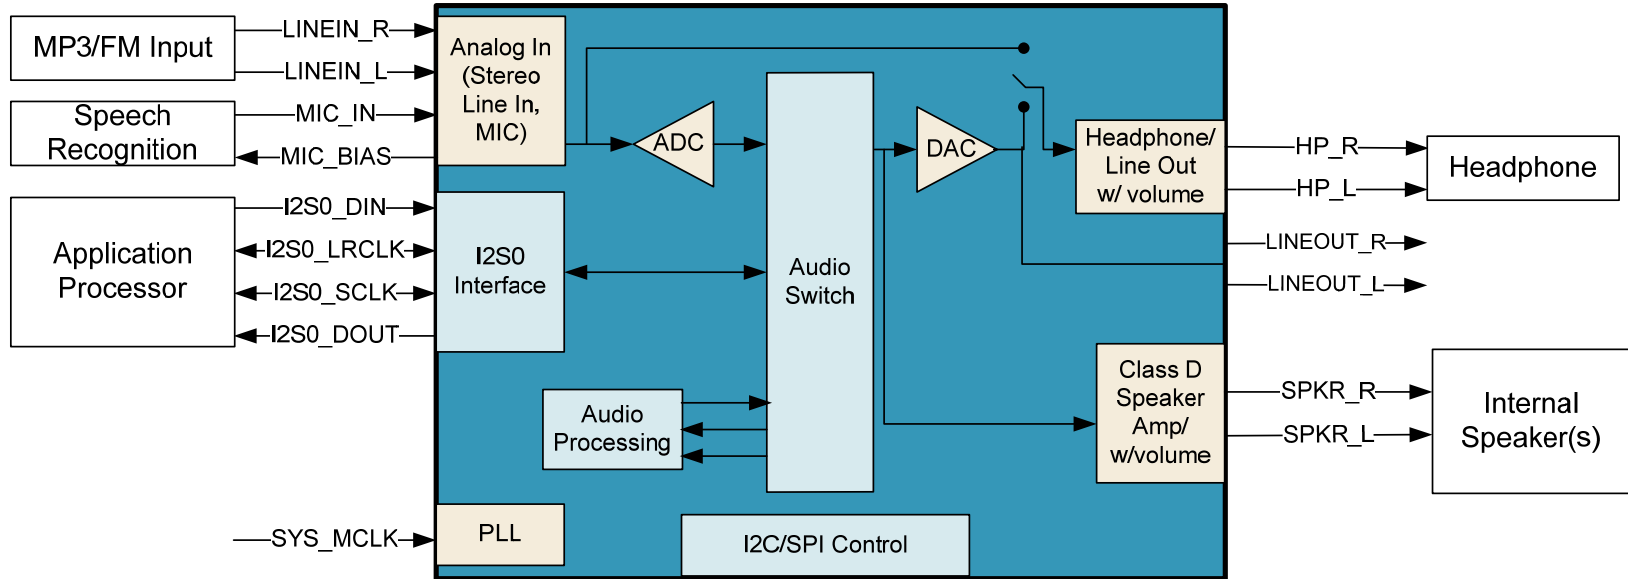 MP3/FM Input
LINEIN_R
LINEIN_L
Speech
Recognition
MIC_IN
MIC_BIAS
Application
Processor
I2S0_DIN
I2S0_LRCLK
I2S0_SCLK
I2S0_DOUT
SYS_MCLK
Analog In
(Stereo
Line In,
MIC)
ADC
I2S0
Interface
Audio
Processing
PLL
Audio
Switch
I2C/SPI Control
DAC
Headphone/
Line Out
w/ volume
Class D
Speaker
Amp/
w/volume
HP_R
HP_L
Headphone
LINEOUT_R
LINEOUT_L
SPKR_R
SPKR_L
Internal
Speaker(s)